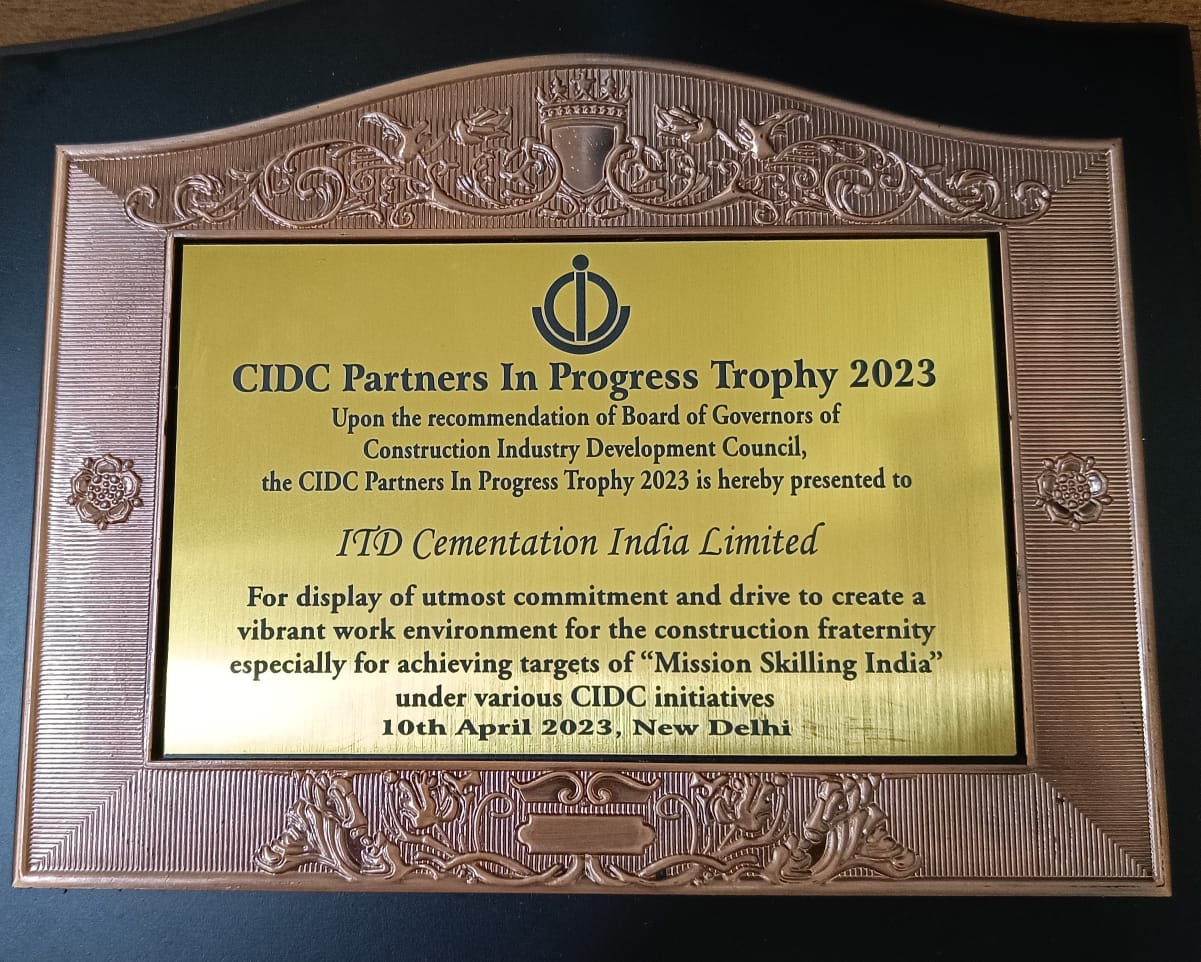 CIDC Partners In Progress Trophy 2023
Upon the recommendation of Board of Governors of
Construction Industry Development Council,
the CIDC Partners In Progress Trophy 2023 is hereby presented to
ITD Cementation India Limited
For display of utmost commitment and drive to create a
vibrant work environment for the construction fraternity
especially for achieving targets of “Mission Skilling India”
under various CIDC initiatives
10th April 2023, New Delhi